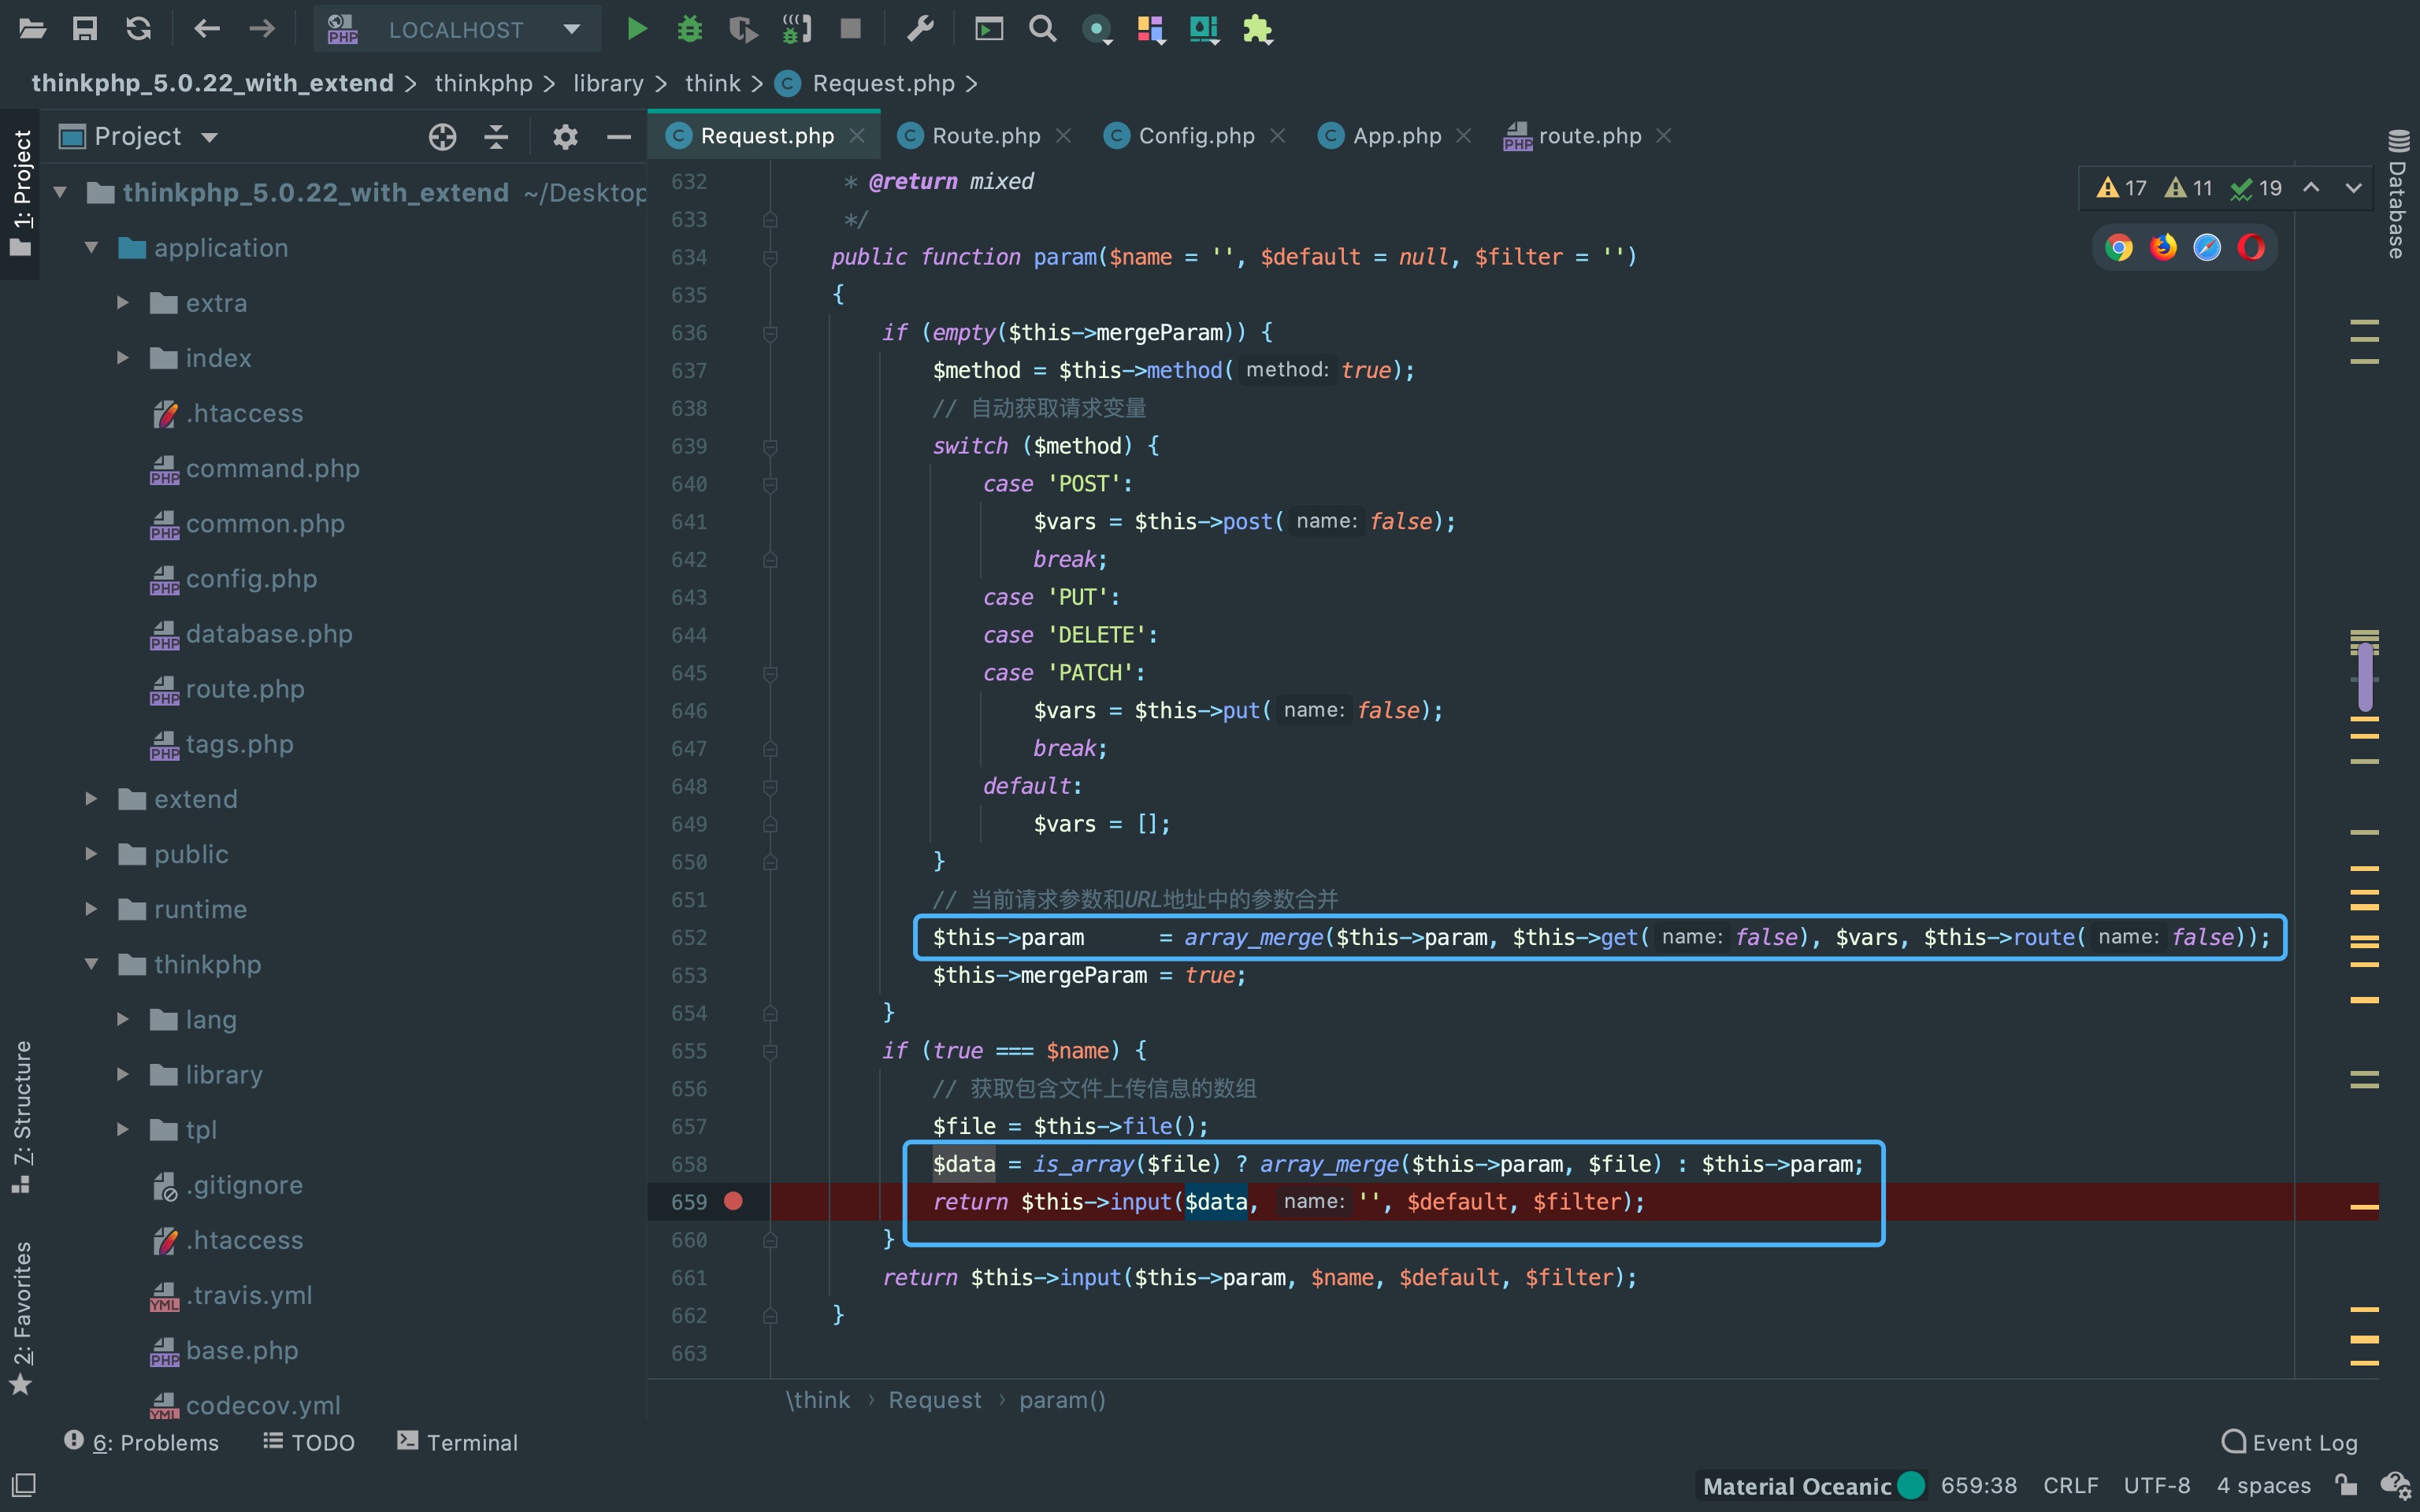 LOCALHOST
thinkphp_5.0.22_with_extend > thinkphp > library > think > Request.php >
1: Project
Project
Request.php Route.php Config.php App.php route.php
thinkphp_5.0.22_with_extend ~/Desktop
application
extra
index
.htaccess
command.php
common.php
config.php
database.php
route.php
tags.php
extend
public
runtime
thinkphp
lang
library
tpl
.gitignore
.htaccess
.travis.yml
base.php
codecov.yml
7: Structure
2: Favorites
17 11 19
Database
632 * @return mixed
633 */
634 public function param($name = '', $default = null, $filter = '')
635 {
636 if (empty($this->mergeParam)) {
637 $method = $this->method( method: true);
638 // 自动获取请求变量
639 switch ($method) {
640 case 'POST':
641 $vars = $this->post( name: false);
642 break;
643 case 'PUT':
644 case 'DELETE':
645 case 'PATCH':
646 $vars = $this->put( name: false);
647 break;
648 default:
649 $vars = [];
650 }
651 // 当前请求参数和URL地址中的参数合并
652 $this->param = array_merge($this->param, $this->get( name: false), $vars, $this->route( name: false));
653 $this->mergeParam = true;
654 }
655 if (true === $name) {
656 // 获取包含文件上传信息的数组
657 $file = $this->file();
658 $data = is_array($file) ? array_merge($this->param, $file) : $this->param;
659 return $this->input($data, name: '', $default, $filter);
660 }
661 return $this->input($this->param, $name, $default, $filter);
662 }
663
\think › Request › param()
6: Problems TODO Terminal Event Log
Material Oceanic 659:38 CRLF UTF-8 4 spaces